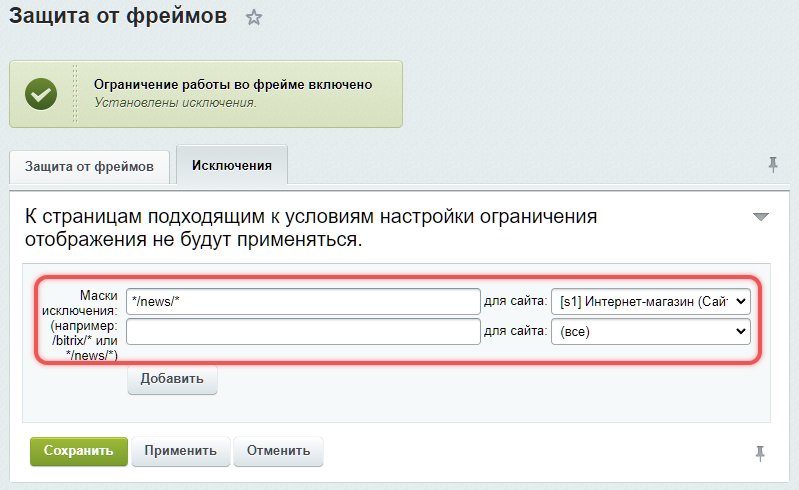 Защита от фреймов
Ограничение работы во фрейме включено
Установлены исключения.
Защита от фреймов
Исключения
К страницам подходящим к условиям настройки ограничения
отображения не будут применяться.
Маски
исключения:
(например:
/bitrix/* или
*/news/*)
*/news/*
для сайта:
[s1] Интернет-магазин (Сайт
для сайта:
(все)
Добавить
Сохранить
Применить
Отменить